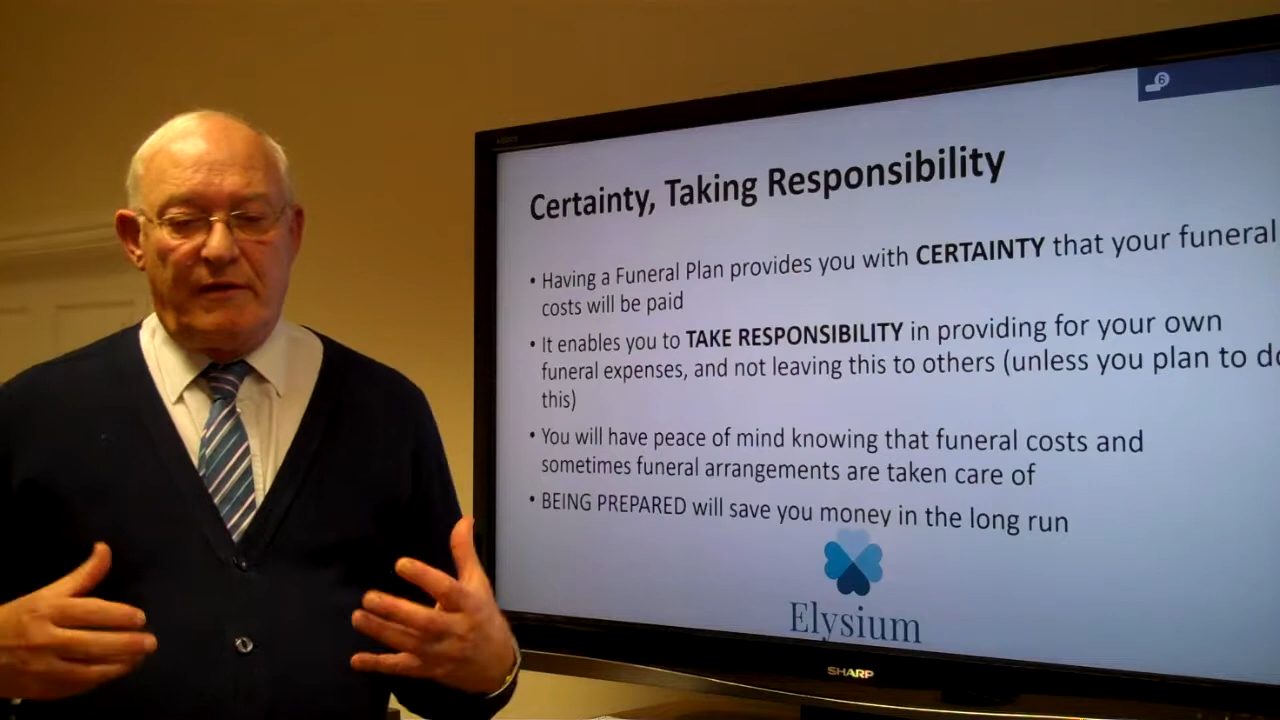 6
Certainty, Taking Responsibility
• Having a Funeral Plan provides you with CERTAINTY that your funeral
costs will be paid
• It enables you to TAKE RESPONSIBILITY in providing for your own
funeral expenses, and not leaving this to others (unless you plan to do
this)
• You will have peace of mind knowing that funeral costs and
sometimes funeral arrangements are taken care of
• BEING PREPARED will save you money in the long run
Elysium
SHARP